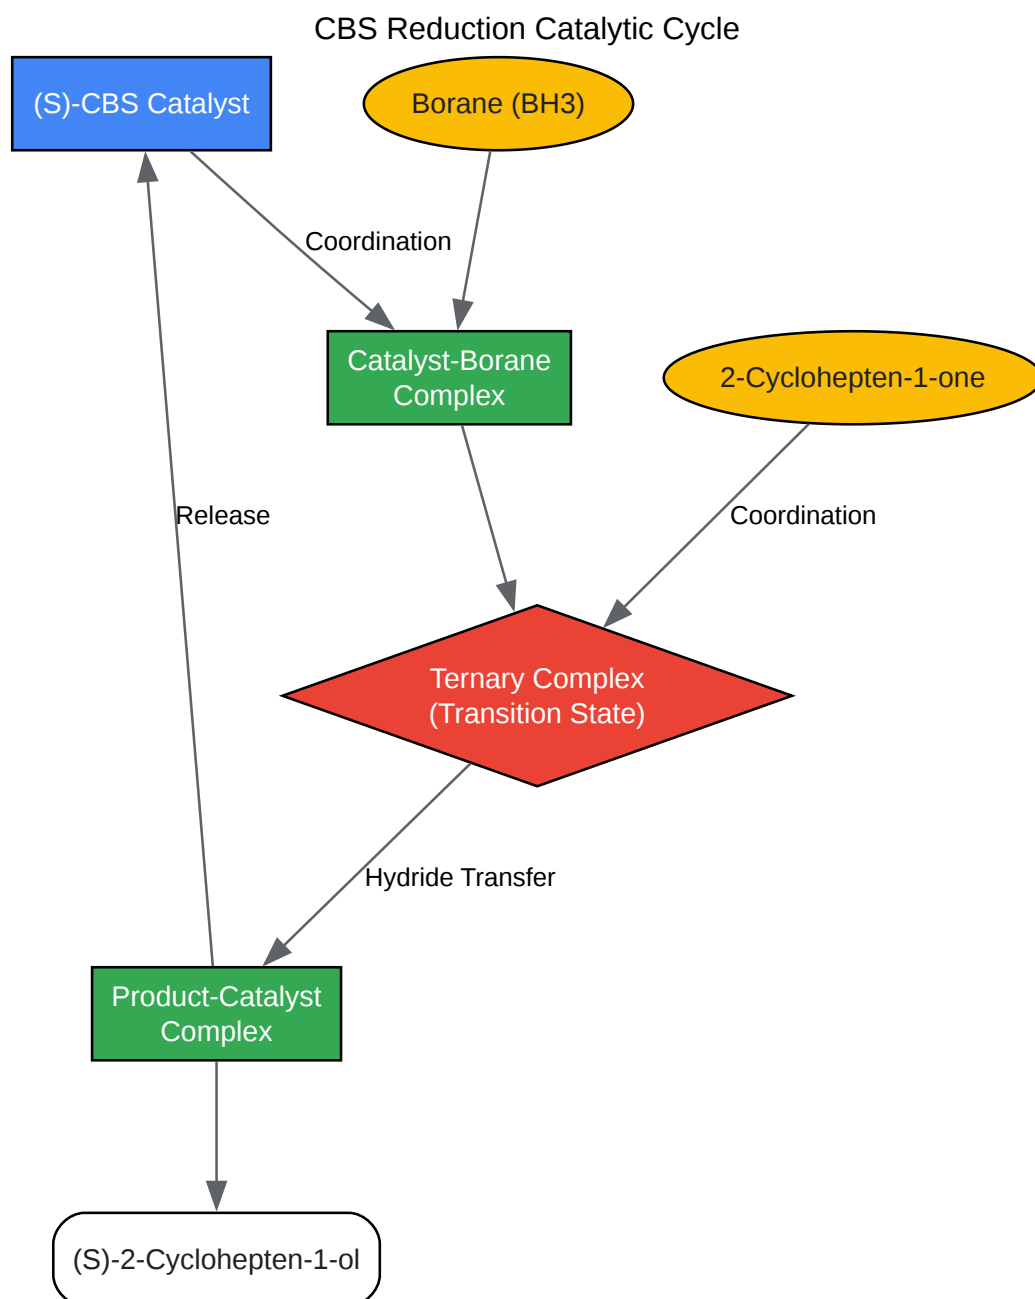 CBS Reduction Catalytic Cycle
(S)-CBS Catalyst
Borane (BH3)
Coordination
Catalyst-Borane
Complex
2-Cyclohepten-1-one
Release
Coordination
Ternary Complex
(Transition State)
Hydride Transfer
Product-Catalyst
Complex
(S)-2-Cyclohepten-1-ol